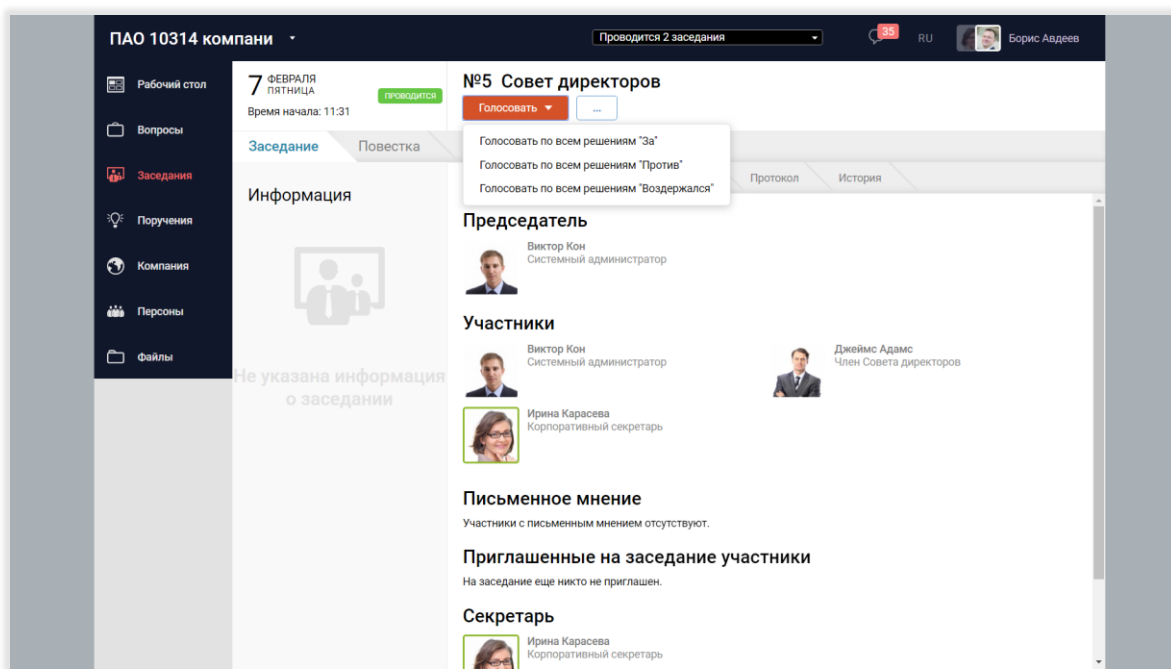 ПАО 10314 компани
Проводится 2 заседания
35
RU
Борис Авдеев
Рабочий стол
Вопросы
Заседания
Поручения
Компания
Персоны
Файлы
7 ФЕВРАЛЯ
ПЯТНИЦА
ПРОВОДИТСЯ
Время начала: 11:31
№5 Совет директоров
Голосовать
...
Голосовать по всем решениям "За"
Голосовать по всем решениям "Против"
Голосовать по всем решениям "Воздержался"
Заседание
Повестка
Протокол
История
Информация
Не указана информация
о заседании
Председатель
Виктор Кон
Системный администратор
Участники
Виктор Кон
Системный администратор
Джеймс Адамс
Член Совета директоров
Ирина Карасева
Корпоративный секретарь
Письменное мнение
Участники с письменным мнением отсутствуют.
Приглашенные на заседание участники
На заседание еще никто не приглашен.
Секретарь
Ирина Карасева
Корпоративный секретарь